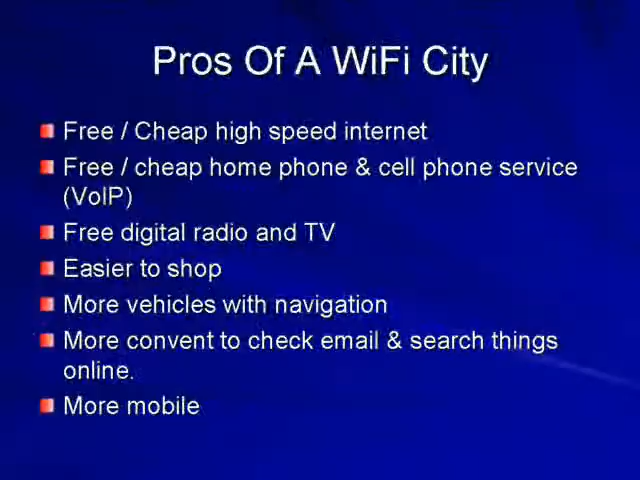 Pros Of A WiFi City
Free / Cheap high speed internet
Free / cheap home phone & cell phone service
(VoIP)
Free digital radio and TV
Easier to shop
More vehicles with navigation
More convent to check email & search things
online.
More mobile